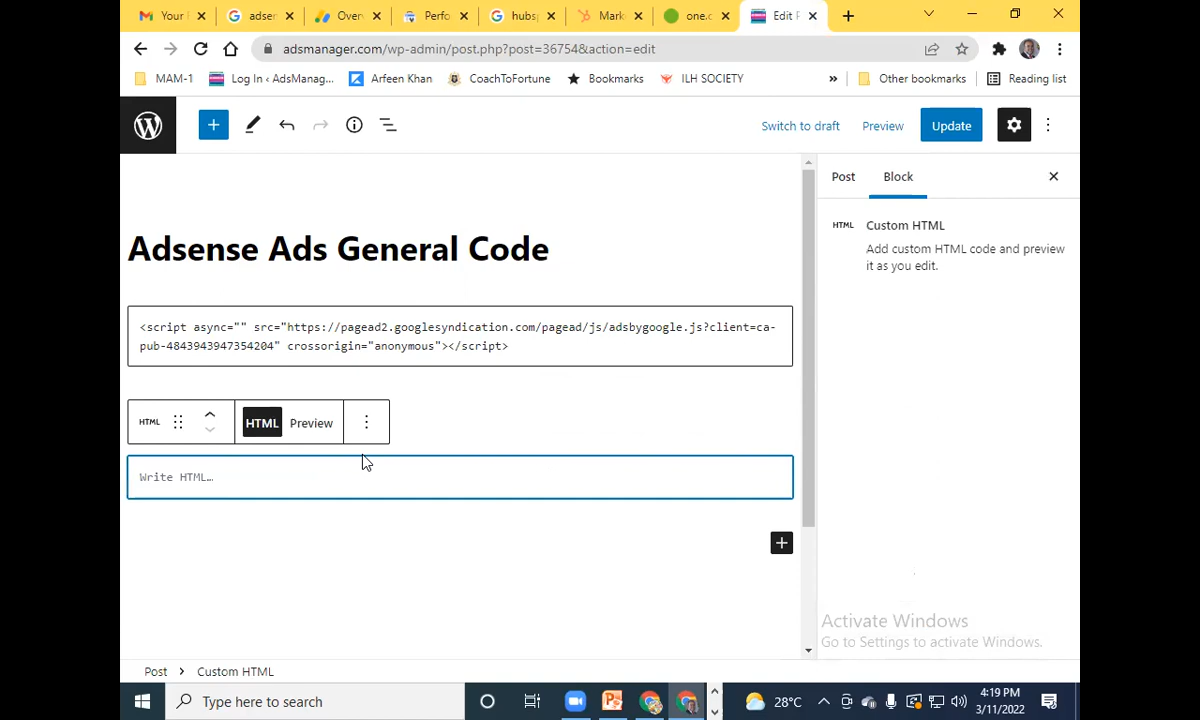 Your
adser
Over
Perfo
hubs
Mark
one.c
Edit P
adsmanager.com/wp-admin/post.php?post=36754&action=edit
MAM-1
Log In ‹ AdsManag...
Arfeen Khan
CoachToFortune
Bookmarks
ILH SOCIETY
»
Other bookmarks
Reading list
Switch to draft
Preview
Update
Post
Block
Adsense Ads General Code
HTML
Custom HTML
Add custom HTML code and preview
it as you edit.
<script async="" src="https://pagead2.googlesyndication.com/pagead/js/adsbygoogle.js?client=ca-
pub-4843943947354204" crossorigin="anonymous"></script>
HTML
HTML
Preview
Write HTML…
Activate Windows
Go to Settings to activate Windows.
Post
Custom HTML
Type here to search
28°C
4:19 PM
3/11/2022